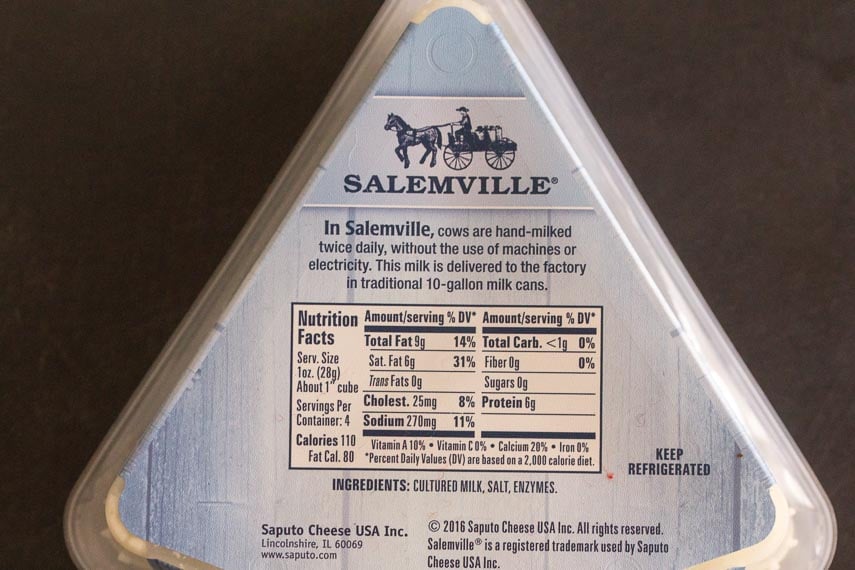 SALEMVILLE®
In Salemville, cows are hand-milked
twice daily, without the use of machines or
electricity. This milk is delivered to the factory
in traditional 10-gallon milk cans.
Nutrition
Facts
Serv. Size
1oz. (28g)
About 1" cube
Servings Per
Container: 4
Calories 110
Fat Cal. 80
Amount/serving % DV*
Total Fat 9g 14%
Sat. Fat 6g 31%
Trans Fats 0g
Cholest. 25mg 8%
Sodium 270mg 11%
Amount/serving % DV*
Total Carb. <1g 0%
Fiber 0g 0%
Sugars 0g
Protein 6g
Vitamin A 10% • Vitamin C 0% • Calcium 20% • Iron 0%
*Percent Daily Values (DV) are based on a 2,000 calorie diet.
KEEP
REFRIGERATED
INGREDIENTS: CULTURED MILK, SALT, ENZYMES.
Saputo Cheese USA Inc.
Lincolnshire, IL 60069
www.saputo.com
© 2016 Saputo Cheese USA Inc. All rights reserved.
Salemville® is a registered trademark used by Saputo
Cheese USA Inc.